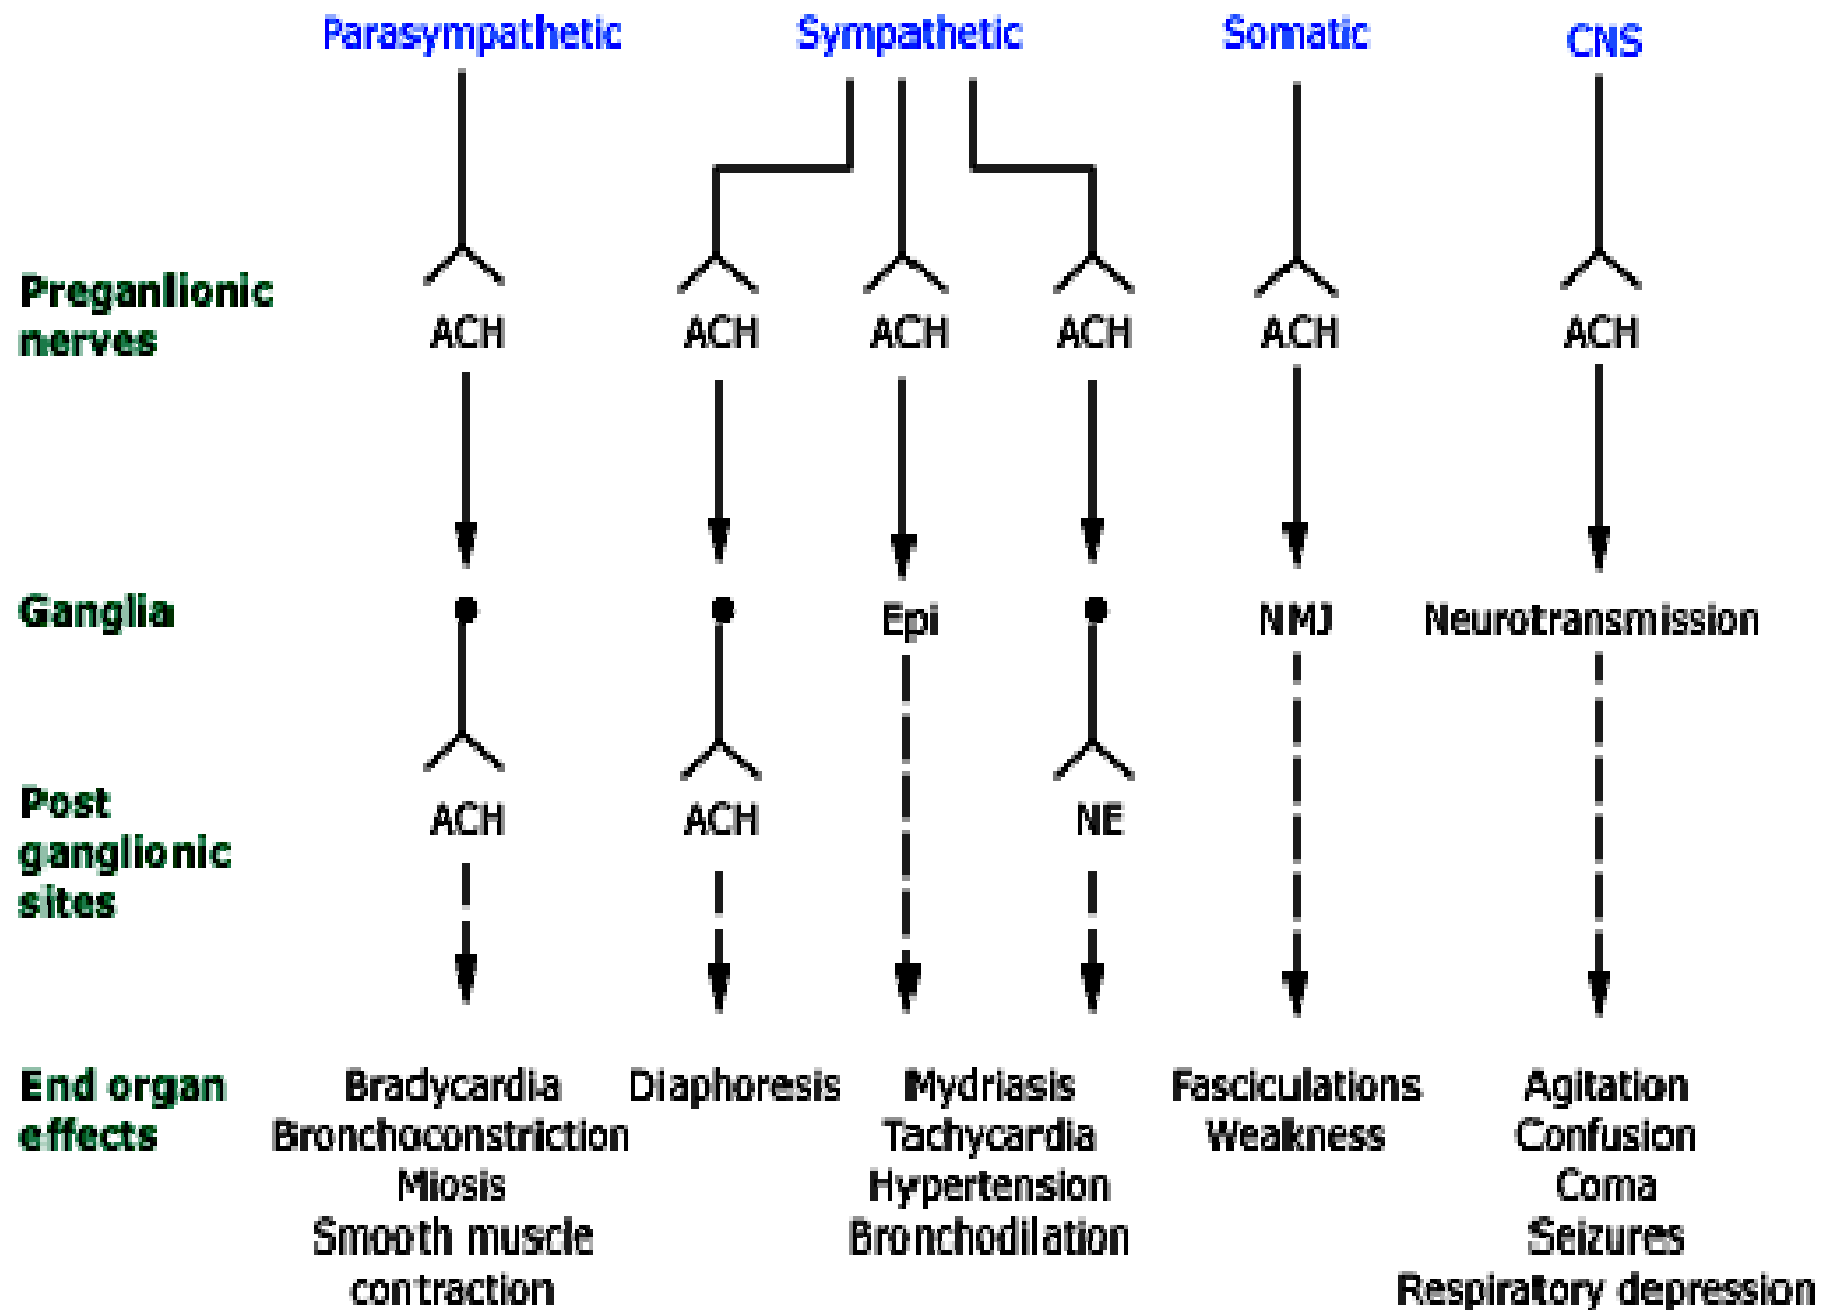 Parasympathetic Sympathetic Somatic CNS
Preganlionic
nerves
ACH ACH ACH ACH ACH ACH
Ganglia Epi NMJ Neurotransmission
Post
ganglionic
sites
ACH ACH NE
End organ
effects
Bradycardia
Bronchoconstriction
Miosis
Smooth muscle
contraction
Diaphoresis
Mydriasis
Tachycardia
Hypertension
Bronchodilation
Fasciculations
Weakness
Agitation
Confusion
Coma
Seizures
Respiratory depression